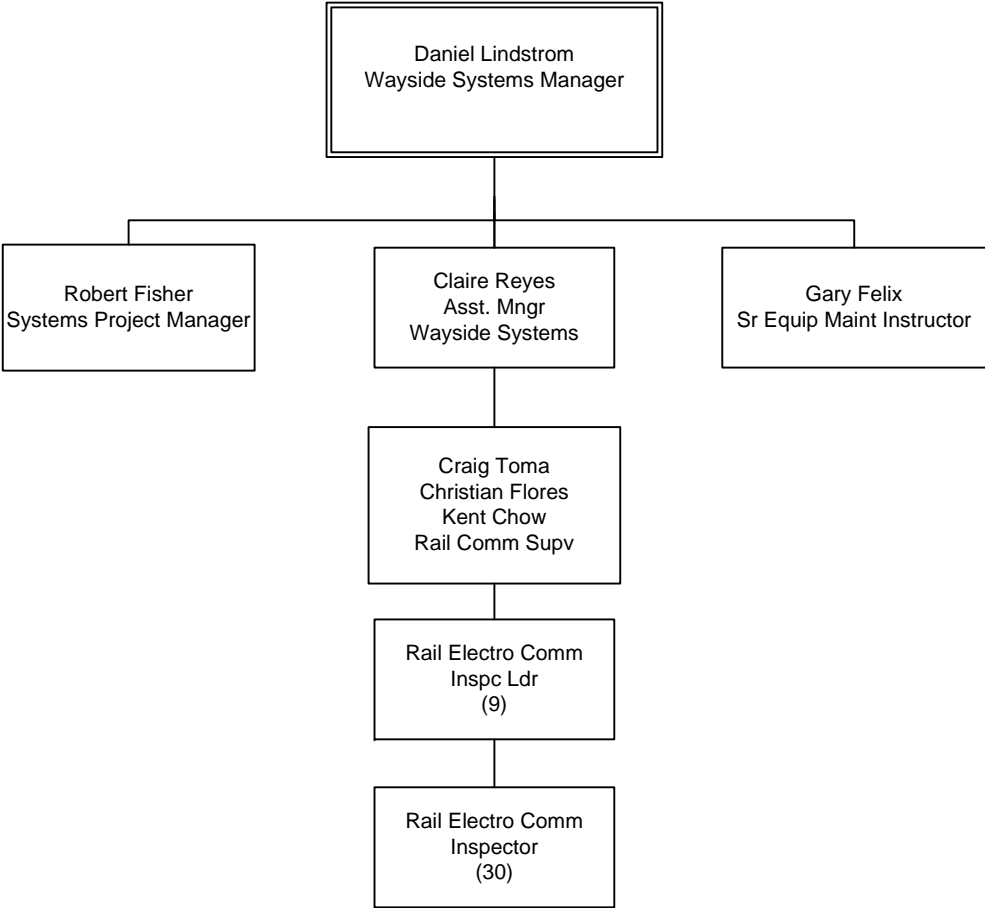 Daniel Lindstrom
Wayside Systems Manager
Robert Fisher
Systems Project Manager
Claire Reyes
Asst. Mngr
Wayside Systems
Gary Felix
Sr Equip Maint Instructor
Craig Toma
Christian Flores
Kent Chow
Rail Comm Supv
Rail Electro Comm
Inspc Ldr
(9)
Rail Electro Comm
Inspector
(30)